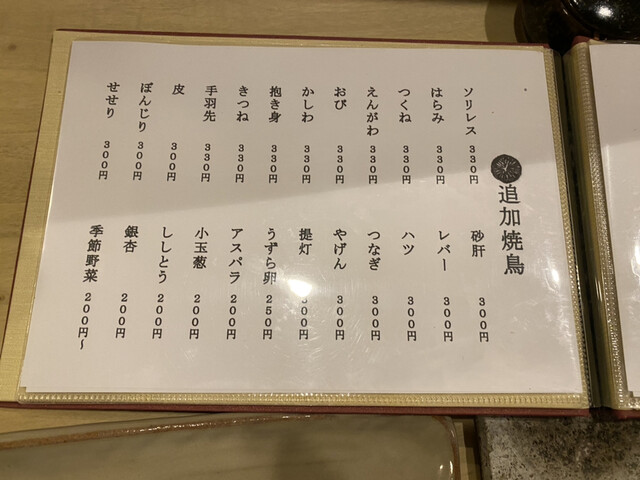 追加焼鳥
ソリレス 330円
はらみ 330円
つくね 330円
えんがわ 330円
おび 330円
かしわ 330円
抱き身 330円
きつね 330円
手羽先 330円
皮 300円
ぼんじり 300円
せせり 300円
砂肝 300円
レバー 300円
ハツ 300円
つなぎ 300円
やげん 300円
提灯 300円
うずら卵 250円
アスパラ 200円
小玉葱 200円
ししとう 200円
銀杏 200円
季節野菜 200円～